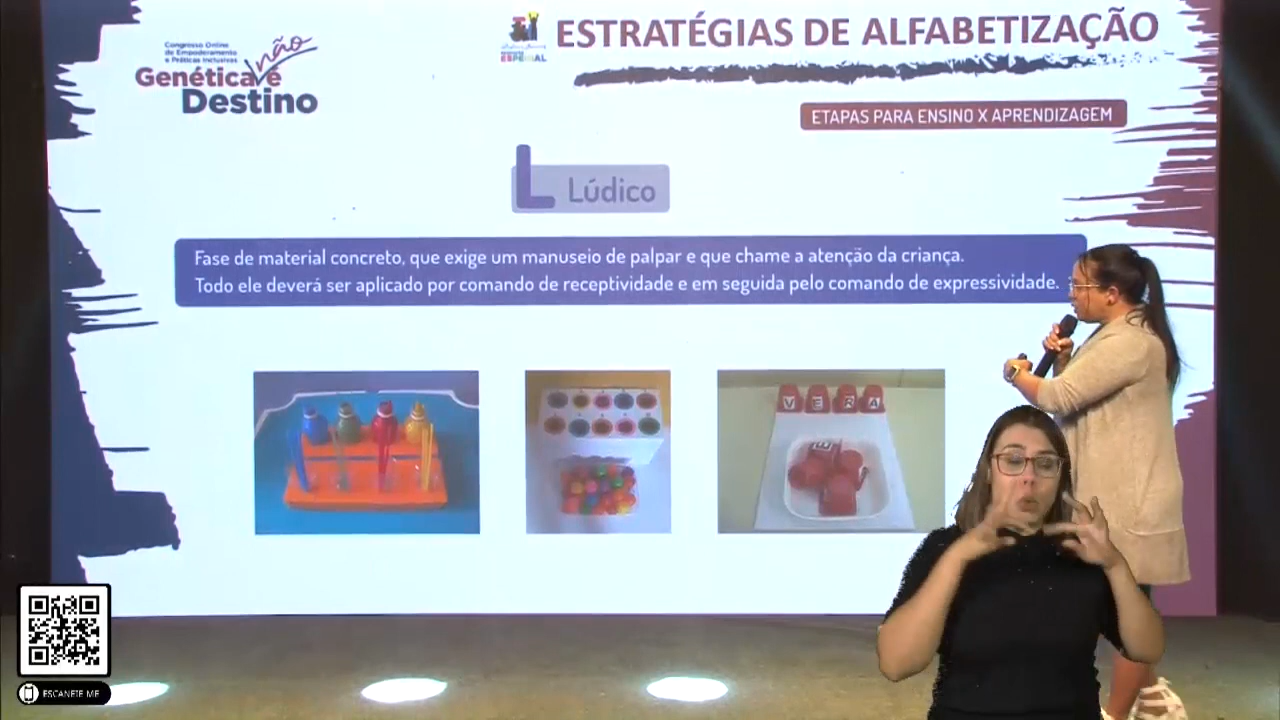 Congresso Online
de Empoderamento
e Práticas Inclusivas
Genética não é
Destino
ESPECIAL
ESTRATÉGIAS DE ALFABETIZAÇÃO
ETAPAS PARA ENSINO X APRENDIZAGEM
L Lúdico
Fase de material concreto, que exige um manuseio de palpar e que chame a atenção da criança.
Todo ele deverá ser aplicado por comando de receptividade e em seguida pelo comando de expressividade.
V E R A
E
ESCANEIE ME